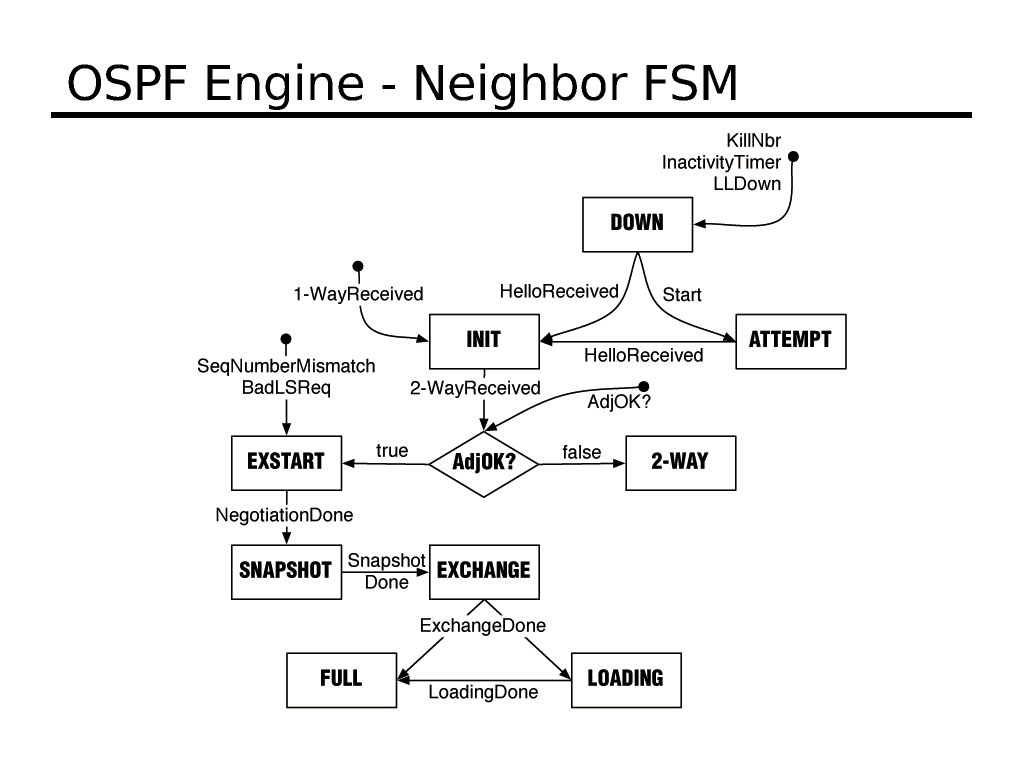 OSPF Engine - Neighbor FSM
KillNbr
InactivityTimer
LLDown
DOWN
1-WayReceived
HelloReceived
Start
INIT
ATTEMPT
HelloReceived
SeqNumberMismatch
BadLSReq
2-WayReceived
AdjOK?
EXSTART
true
AdjOK?
false
2-WAY
NegotiationDone
SNAPSHOT
Snapshot
Done
EXCHANGE
ExchangeDone
FULL
LoadingDone
LOADING